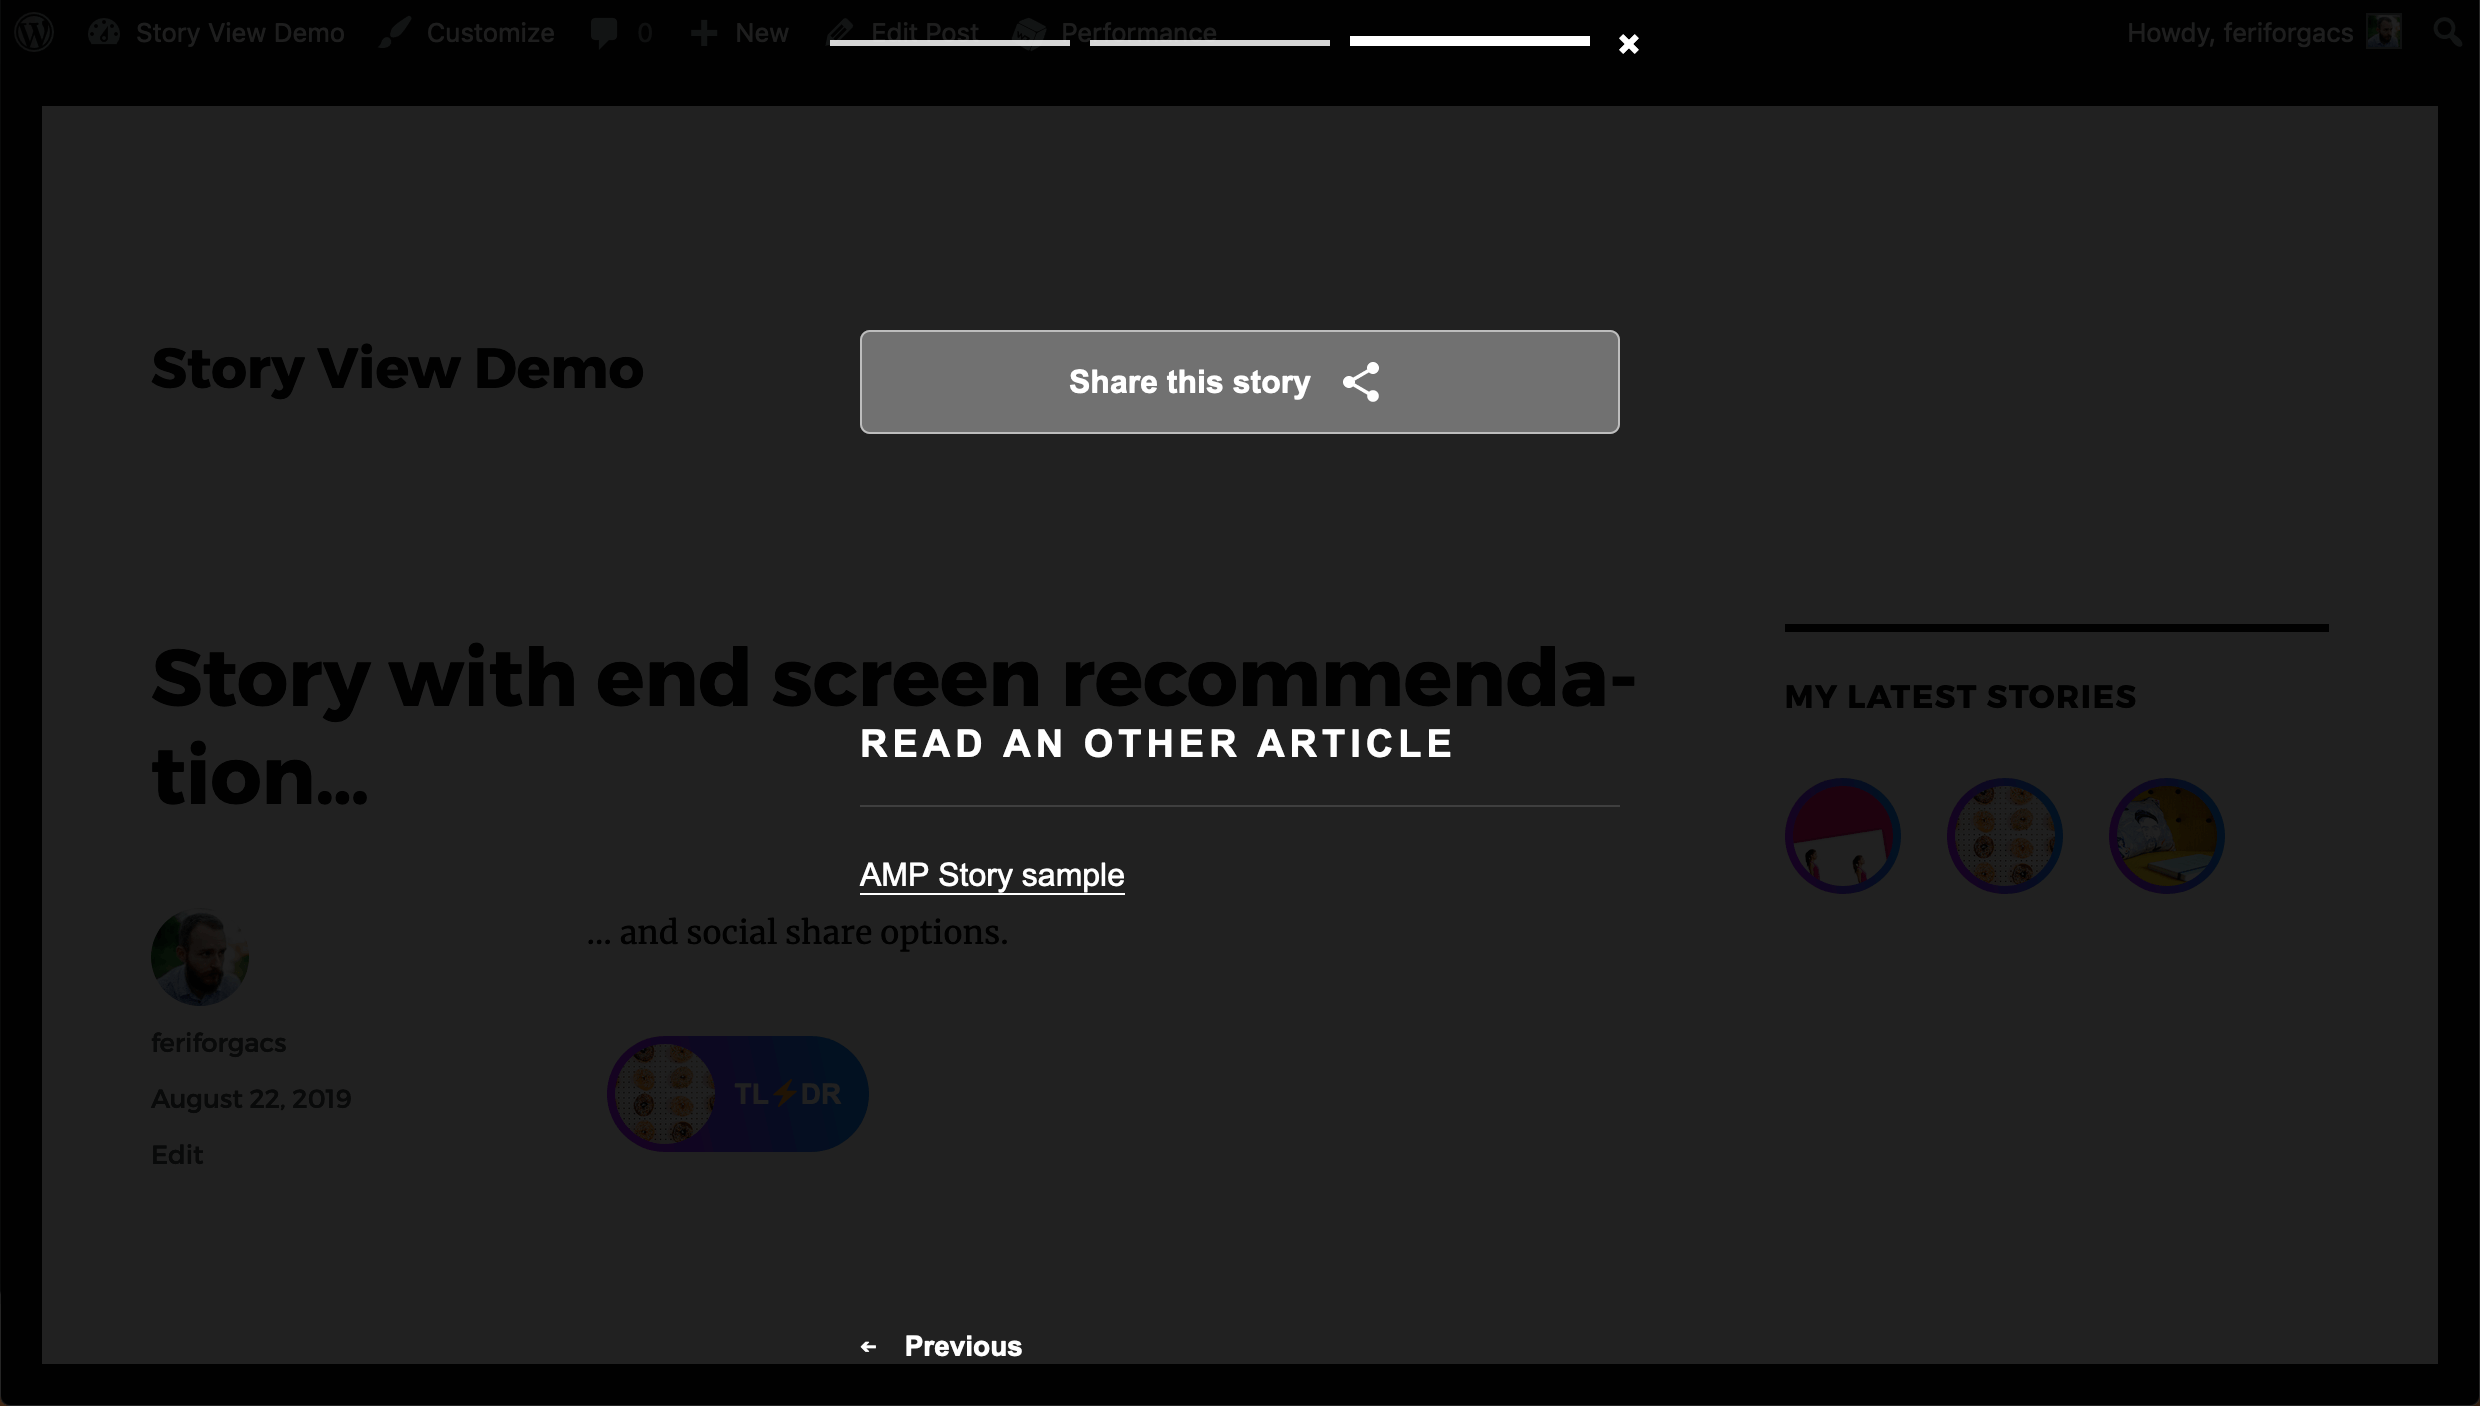 Story View Demo Customize 0 New Edit Post Performance Howdy, feriforgacs
Story View Demo
Share this story
Story with end screen recommenda-
tion...
READ AN OTHER ARTICLE
AMP Story sample
... and social share options.
feriforgacs
August 22, 2019
Edit
TL⚡DR
MY LATEST STORIES
Previous